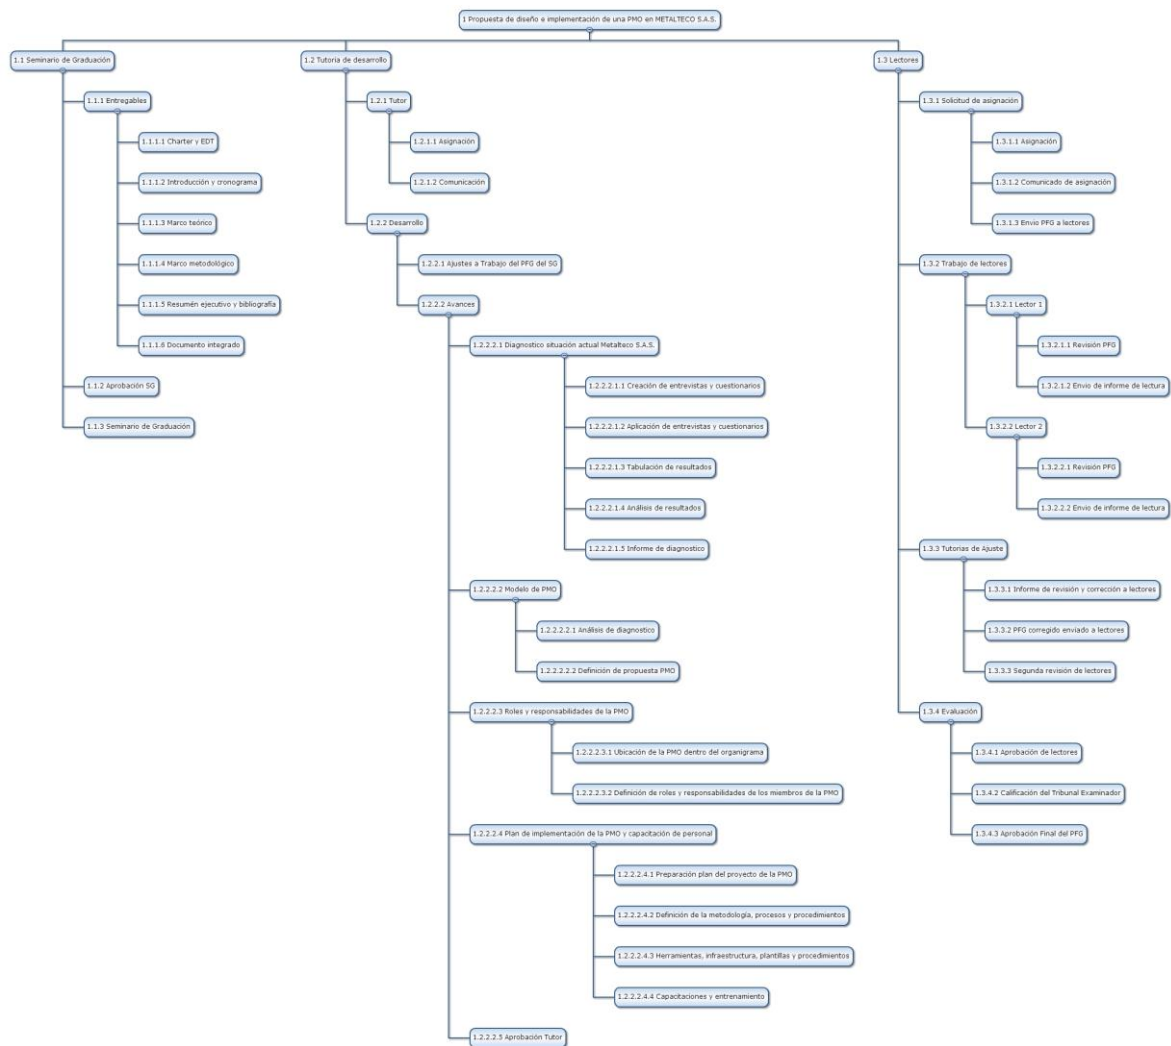 1 Propuesta de diseño e implementación de una PMO en METALTECO S.A.S.
1.1 Seminario de Graduación
1.1.1 Entregables
1.1.1.1 Charter y EDT
1.1.1.2 Introducción y cronograma
1.1.1.3 Marco teórico
1.1.1.4 Marco metodológico
1.1.1.5 Resumén ejecutivo y bibliografía
1.1.1.6 Documento integrado
1.1.2 Aprobación SG
1.1.3 Seminario de Graduación
1.2 Tutoria de desarrollo
1.2.1 Tutor
1.2.1.1 Asignación
1.2.1.2 Comunicación
1.2.2 Desarrollo
1.2.2.1 Ajustes a Trabajo del PFG del SG
1.2.2.2 Avances
1.2.2.2.1 Diagnostico situación actual Metalteco S.A.S.
1.2.2.2.1.1 Creación de entrevistas y cuestionarios
1.2.2.2.1.2 Aplicación de entrevistas y cuestionarios
1.2.2.2.1.3 Tabulación de resultados
1.2.2.2.1.4 Análisis de resultados
1.2.2.2.1.5 Informe de diagnostico
1.2.2.2.2 Modelo de PMO
1.2.2.2.2.1 Análisis de diagnostico
1.2.2.2.2.2 Definición de propuesta PMO
1.2.2.2.3 Roles y responsabilidades de la PMO
1.2.2.2.3.1 Ubicación de la PMO dentro del organigrama
1.2.2.2.3.2 Definición de roles y responsabilidades de los miembros de la PMO
1.2.2.2.4 Plan de implementación de la PMO y capacitación de personal
1.2.2.2.4.1 Preparación plan del proyecto de la PMO
1.2.2.2.4.2 Definición de la metodología, procesos y procedimientos
1.2.2.2.4.3 Herramientas, infraestructura, plantillas y procedimientos
1.2.2.2.4.4 Capacitaciones y entrenamiento
1.2.2.2.5 Aprobación Tutor
1.3 Lectores
1.3.1 Solicitud de asignación
1.3.1.1 Asignación
1.3.1.2 Comunicado de asignación
1.3.1.3 Envio PFG a lectores
1.3.2 Trabajo de lectores
1.3.2.1 Lector 1
1.3.2.1.1 Revisión PFG
1.3.2.1.2 Envio de informe de lectura
1.3.2.2 Lector 2
1.3.2.2.1 Revisión PFG
1.3.2.2.2 Envio de informe de lectura
1.3.3 Tutorias de Ajuste
1.3.3.1 Informe de revisión y corrección a lectores
1.3.3.2 PFG corregido enviado a lectores
1.3.3.3 Segunda revisión de lectores
1.3.4 Evaluación
1.3.4.1 Aprobación de lectores
1.3.4.2 Calificación del Tribunal Examinador
1.3.4.3 Aprobación Final del PFG